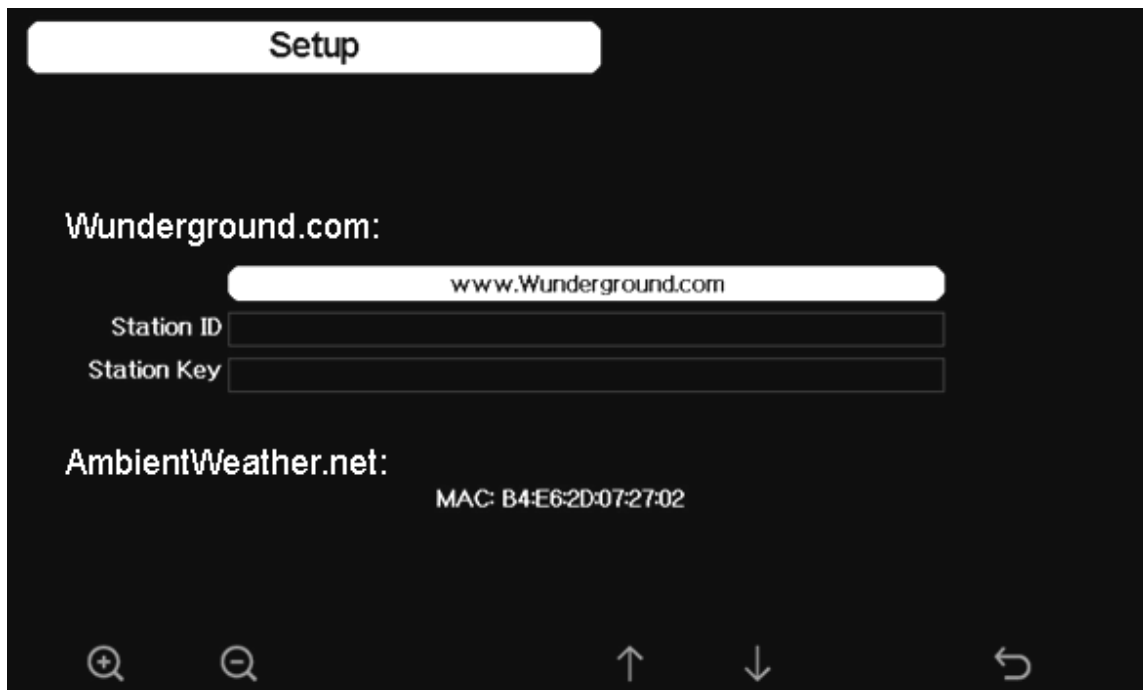 Setup
Wunderground.com:
www.Wunderground.com
Station ID
Station Key
AmbientWeather.net:
MAC: B4:E6:2D:07:27:02